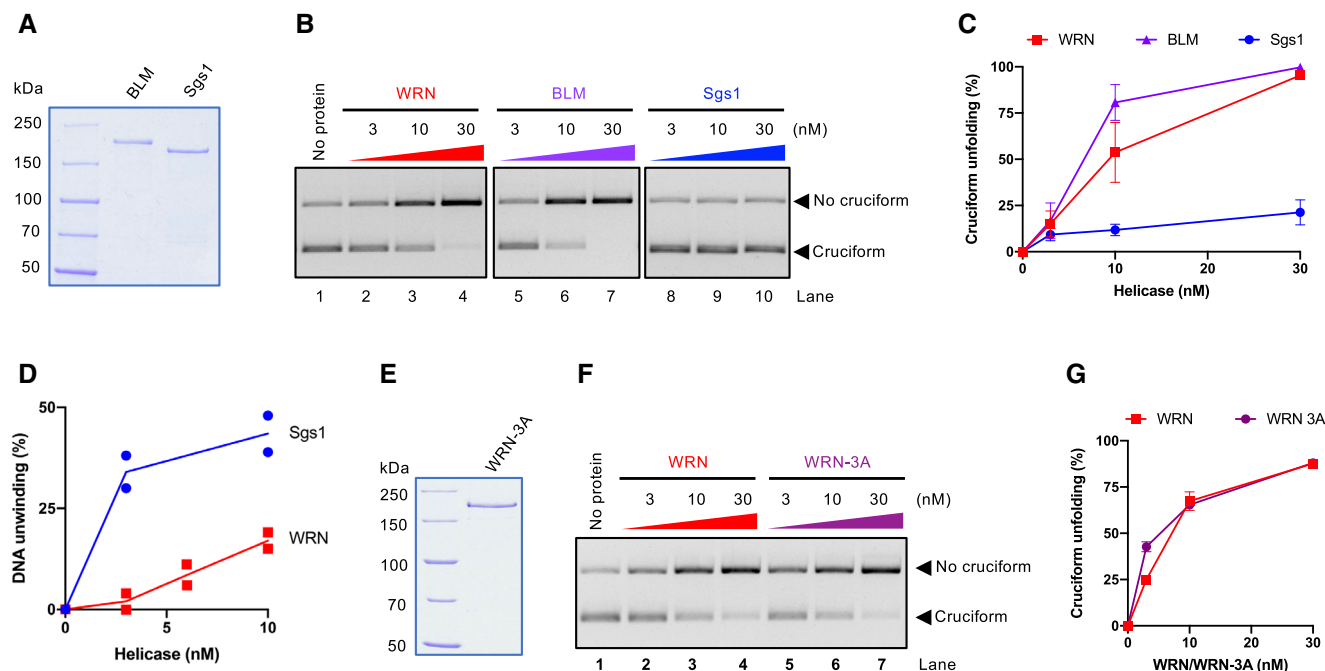 A
kDa
BLM
Sgs1
250
150
100
70
50
B
No protein
WRN
BLM
Sgs1
3 10 30 3 10 30 3 10 30 (nM)
No cruciform
Cruciform
1 2 3 4 5 6 7 8 9 10 Lane
C
WRN BLM Sgs1
Cruciform unfolding (%)
100
75
50
25
0
0 10 20 30
Helicase (nM)
D
DNA unwinding (%)
50
25
0
Sgs1
WRN
0 5 10
Helicase (nM)
E
kDa
WRN-3A
250
150
100
70
50
F
No protein
WRN
WRN-3A
3 10 30 3 10 30 (nM)
No cruciform
Cruciform
1 2 3 4 5 6 7 Lane
G
WRN WRN 3A
Cruciform unfolding (%)
100
75
50
25
0
0 10 20 30
WRN/WRN-3A (nM)